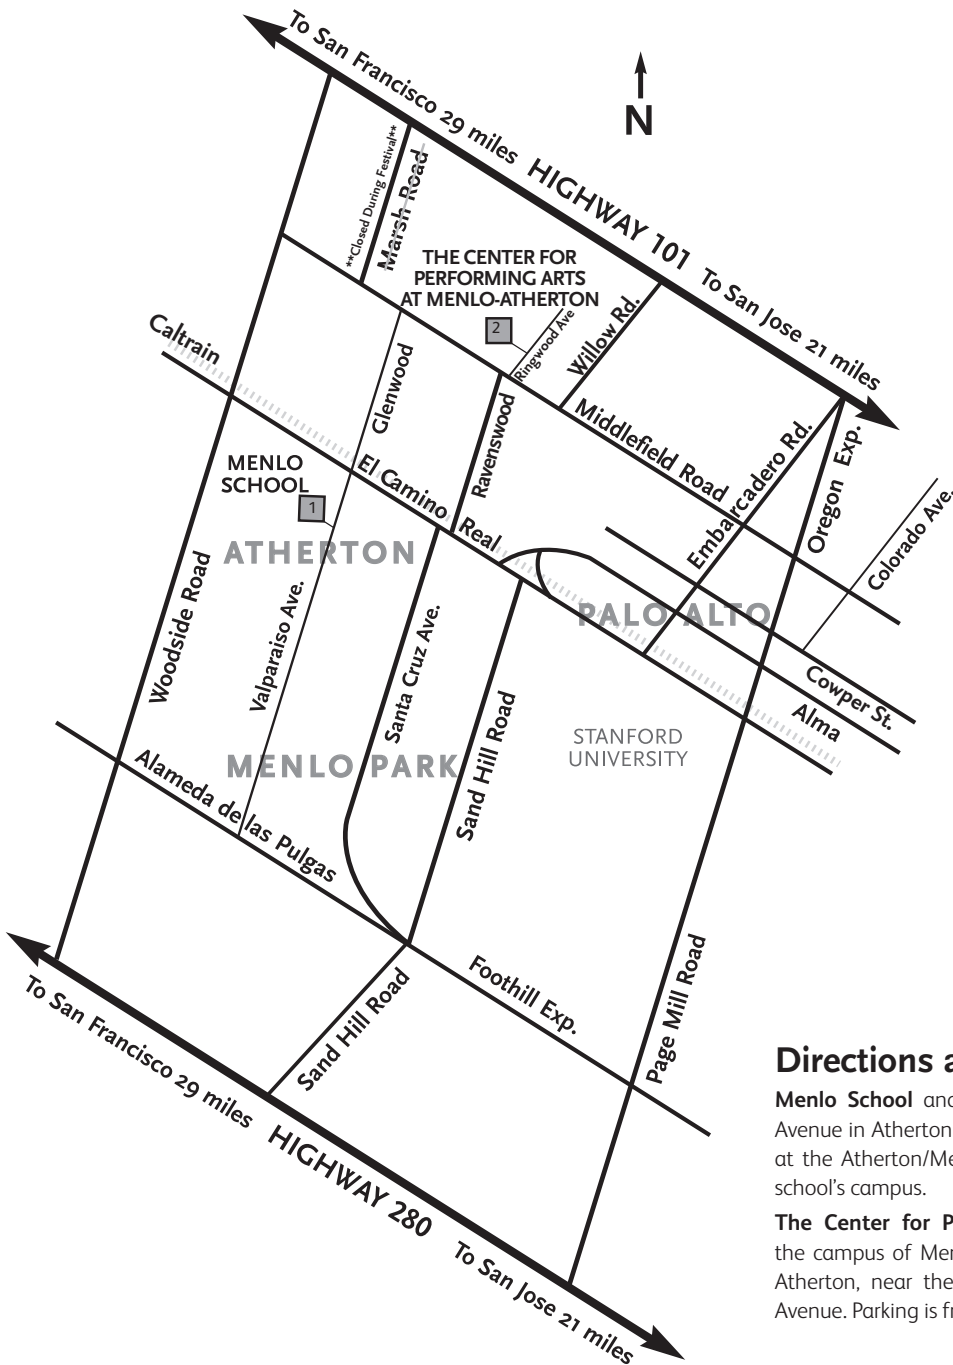 To San Francisco 29 miles
HIGHWAY 101
To San Jose 21 miles
N
**Closed During Festival**
Marsh Road
THE CENTER FOR
PERFORMING ARTS
AT MENLO-ATHERTON
2
Ringwood Ave
Willow Rd.
Caltrain
Glenwood
Ravenswood
Middlefield Road
Embarcadero Rd.
Oregon Exp.
Colorado Ave.
MENLO
SCHOOL
1
El Camino Real
ATHERTON
PALO ALTO
Woodside Road
Valparaiso Ave.
Santa Cruz Ave.
Sand Hill Road
Cowper St.
Alma
STANFORD
UNIVERSITY
MENLO PARK
Alameda de las Pulgas
Foothill Exp.
Sand Hill Road
Page Mill Road
To San Francisco 29 miles
HIGHWAY 280
To San Jose 21 miles
Directions a
Menlo School and
Avenue in Atherton
at the Atherton/Me
school's campus.
The Center for P
the campus of Mer
Atherton, near the
Avenue. Parking is fr